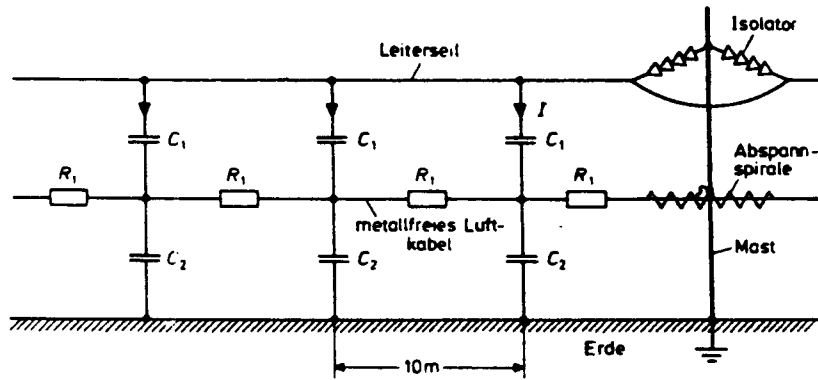 Isolator
Leiterseil
I
C₁
C₁
C₁
Abspann-
spirale
R₁
R₁
R₁
R₁
metallfreies Luft-
kabel
C₂
C₂
C₂
Mast
10m
Erde